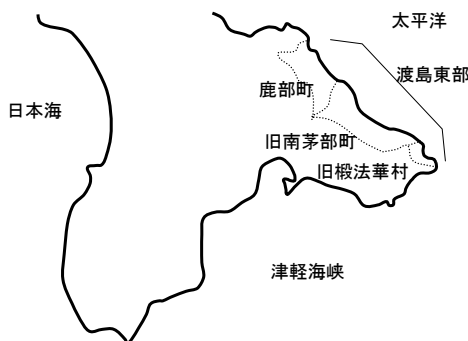 太平洋
渡島東部
鹿部町
日本海
旧南茅部町
旧椴法華村
津軽海峡